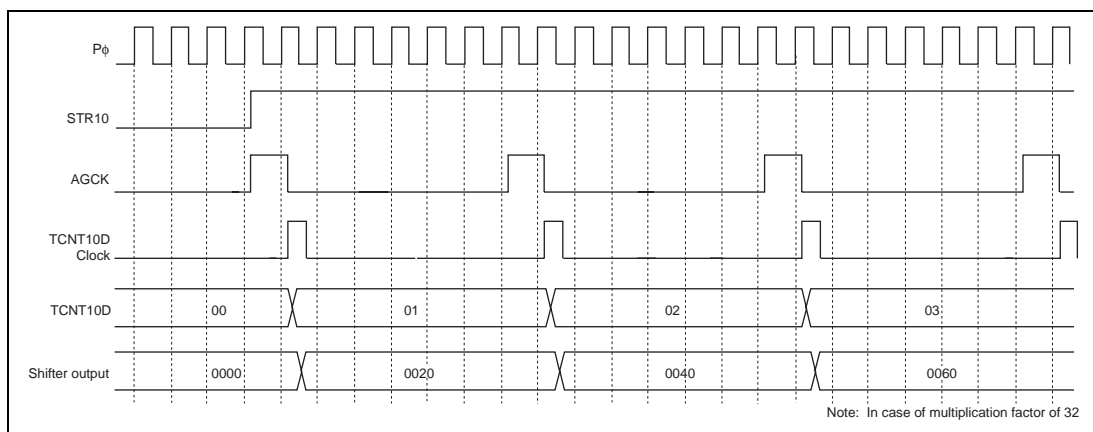 Pϕ
STR10
AGCK
TCNT10D
Clock
TCNT10D 00 01 02 03
Shifter output 0000 0020 0040 0060
Note: In case of multiplication factor of 32